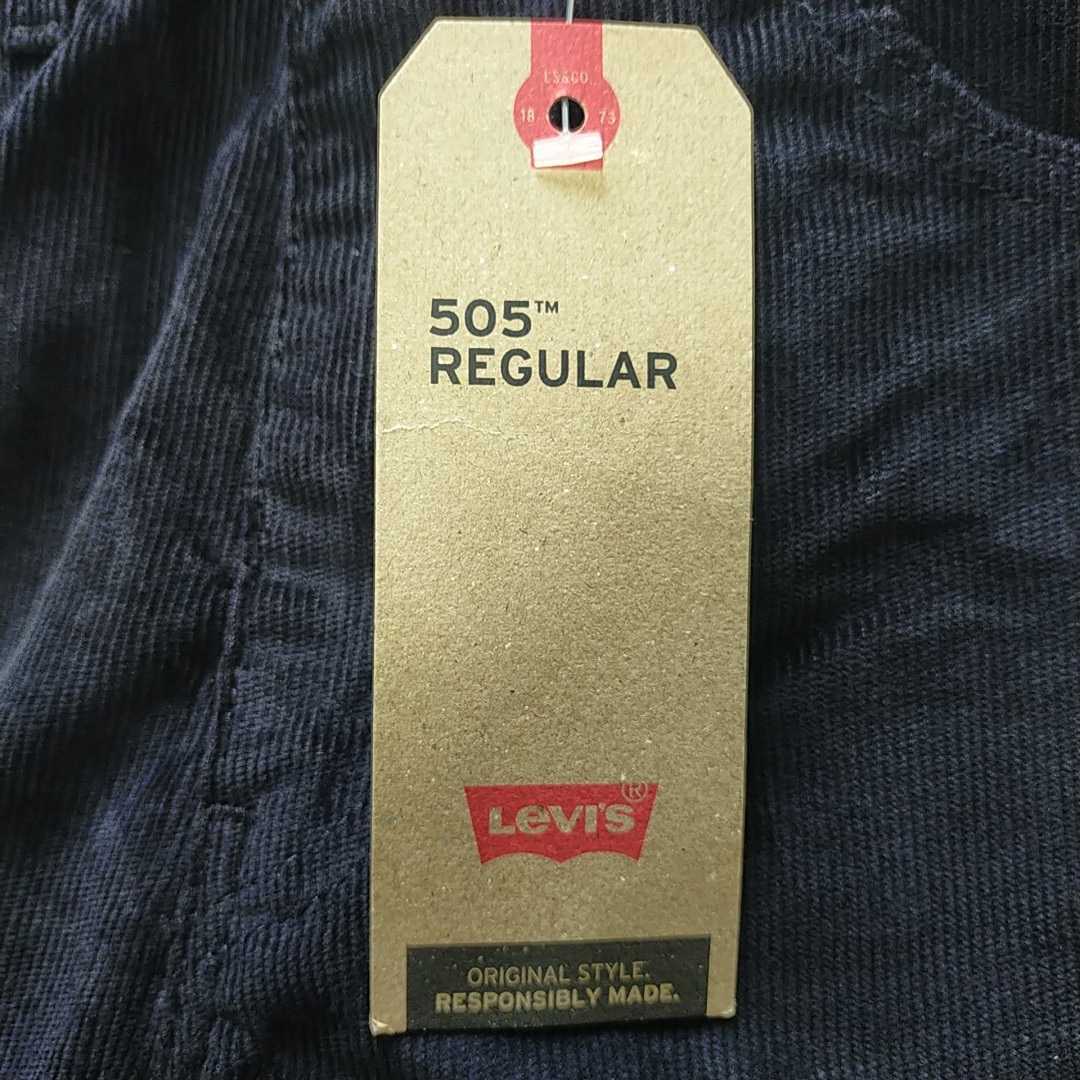 LS&CO
18 73
505™
REGULAR
Levi's®
ORIGINAL STYLE.
RESPONSIBLY MADE.